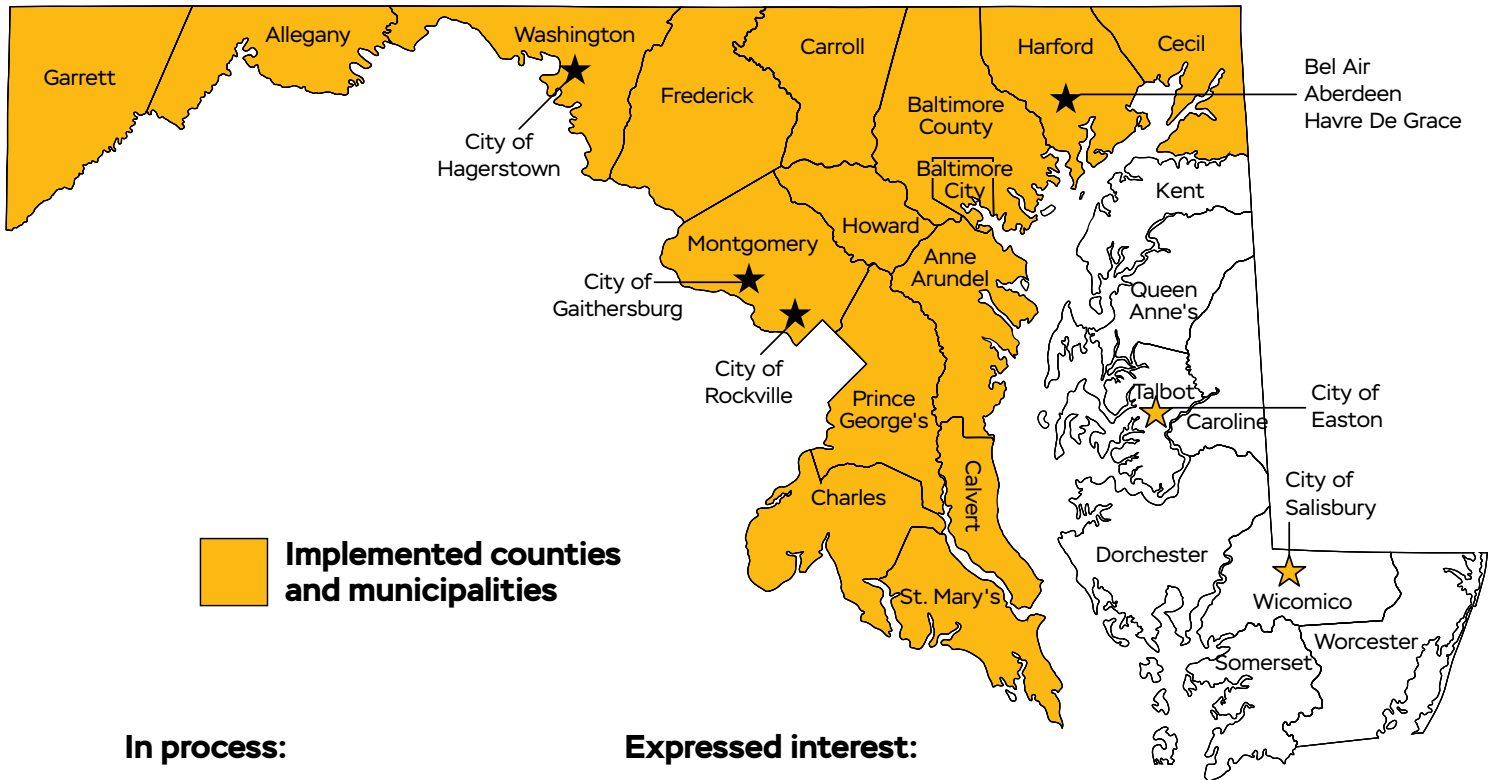 Garrett
Allegany
Washington
Frederick
Carroll
Baltimore
County
Harford
Cecil
Bel Air
Aberdeen
Havre De Grace
City of
Hagerstown
Baltimore
City
Kent
Howard
Montgomery
Anne
Arundel
City of
Gaithersburg
Queen
Anne's
City of
Rockville
Prince
George's
Talbot
Caroline
City of
Easton
Calvert
Charles
City of
Salisbury
Implemented counties
and municipalities
Dorchester
St. Mary's
Wicomico
Worcester
Somerset
In process:
Expressed interest: